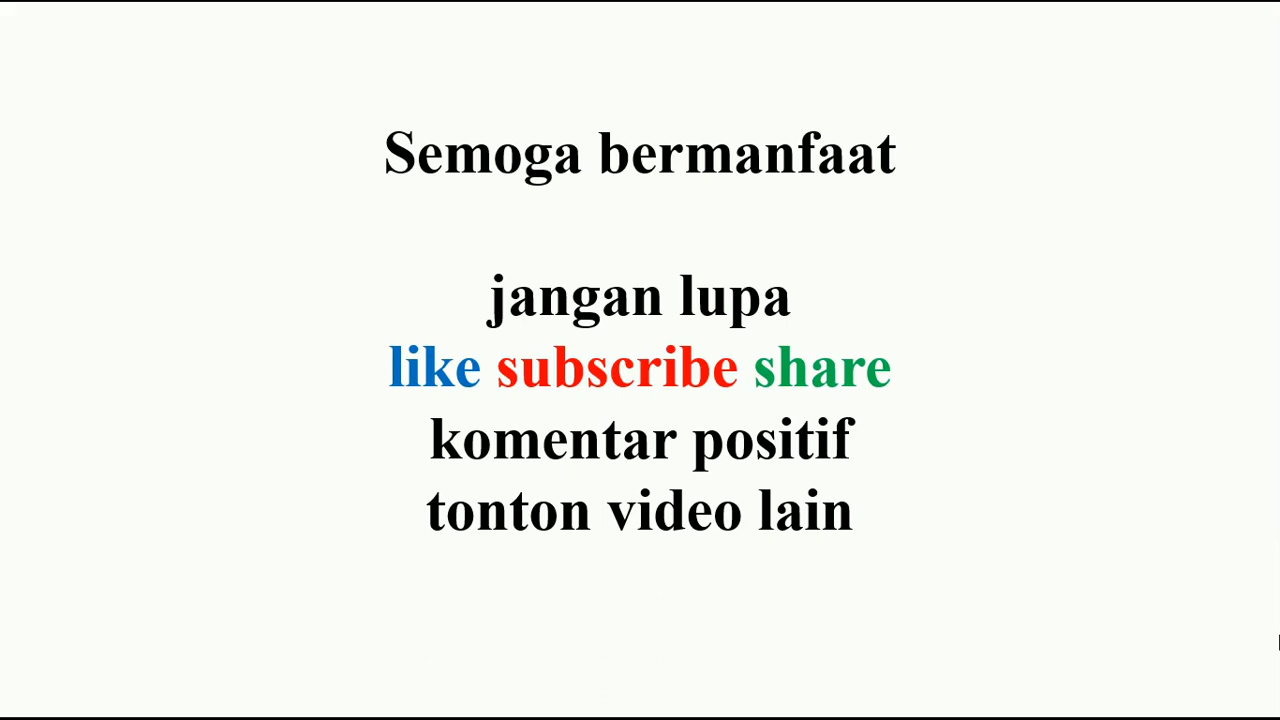 Semoga bermanfaat
jangan lupa
like subscribe share
komentar positif
tonton video lain